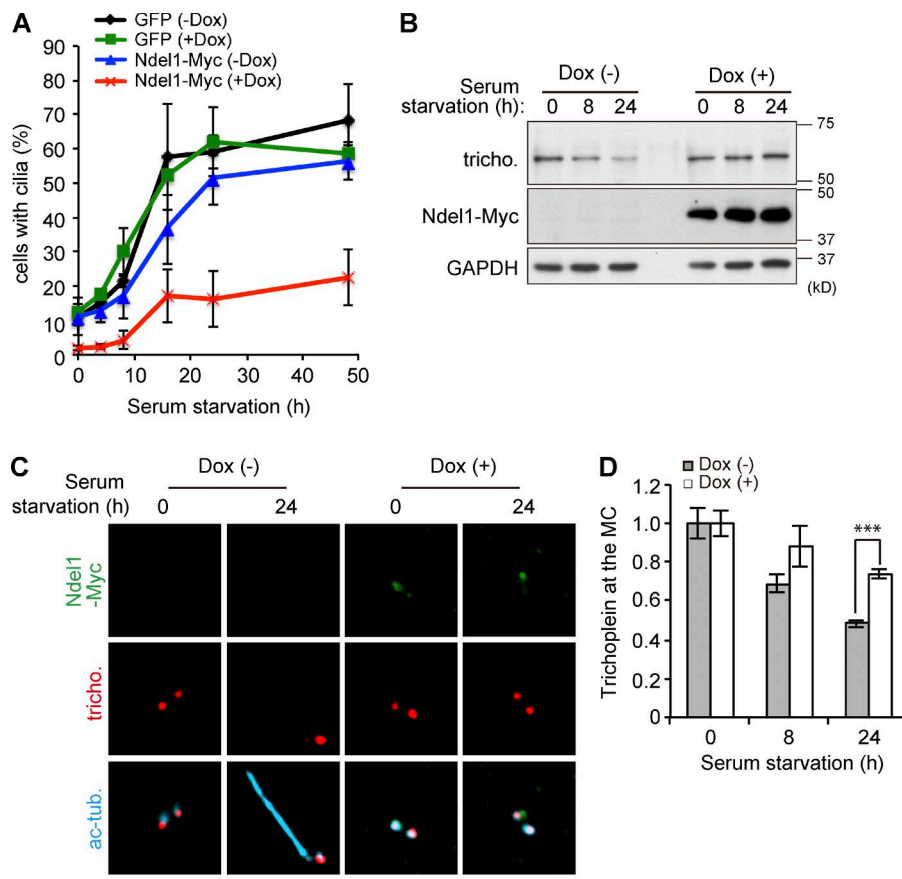 A
GFP (-Dox)
GFP (+Dox)
Ndel1-Myc (-Dox)
Ndel1-Myc (+Dox)
cells with cilia (%)
90
80
70
60
50
40
30
20
10
0
0 10 20 30 40 50
Serum starvation (h)
B
Dox (-) Dox (+)
Serum
starvation (h): 0 8 24 0 8 24
75
tricho.
50
50
Ndel1-Myc
37
GAPDH
37
(kD)
C
Dox (-) Dox (+)
Serum
starvation (h) 0 24 0 24
Ndel1
-Myc
tricho.
ac-tub.
D
Dox (-)
Dox (+)
Trichoplein at the MC
1.2
1.0
0.8
0.6
0.4
0.2
0
***
0 8 24
Serum starvation (h)